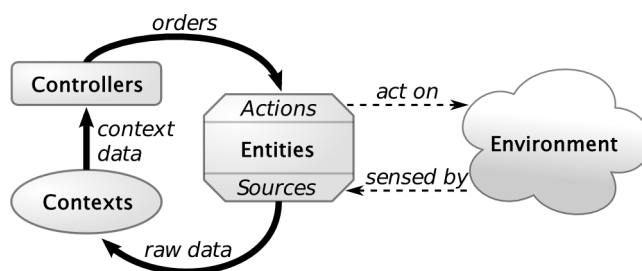 orders
Controllers
Actions
act on
context
data
Entities
Environment
Sources
sensed by
Contexts
raw data